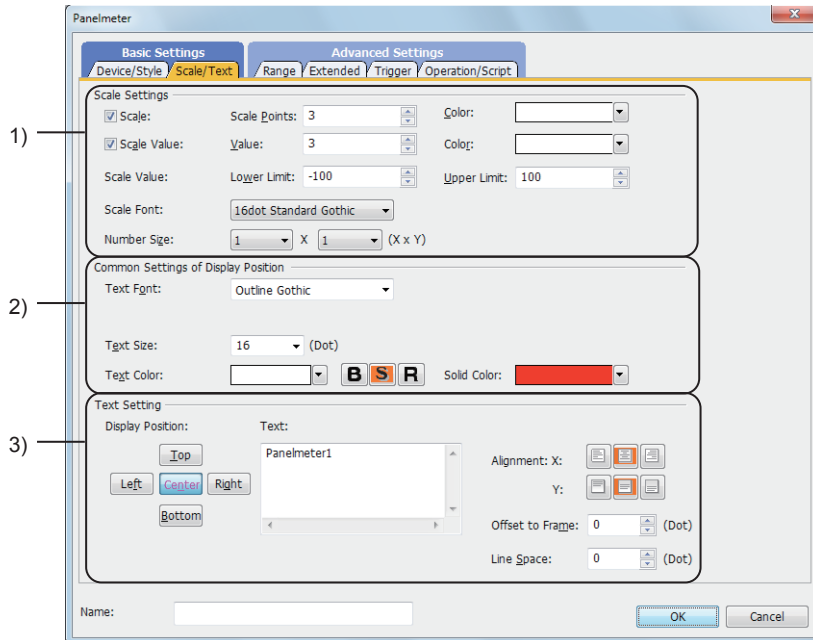 Panelmeter
Basic Settings Advanced Settings
Device/Style Scale/Text Range Extended Trigger Operation/Script
Scale Settings
1)
Scale: Scale Points: 3 Color:
Scale Value: Value: 3 Color:
Scale Value: Lower Limit: -100 Upper Limit: 100
Scale Font: 16dot Standard Gothic
Number Size: 1 X 1 (X x Y)
Common Settings of Display Position
2)
Text Font: Outline Gothic
Text Size: 16 (Dot)
Text Color: B S R Solid Color:
Text Setting
3)
Display Position: Text:
Top Panelmeter1 Alignment: X:
Left Center Right Y:
Bottom Offset to Frame: 0 (Dot)
Line Space: 0 (Dot)
Name:
OK Cancel